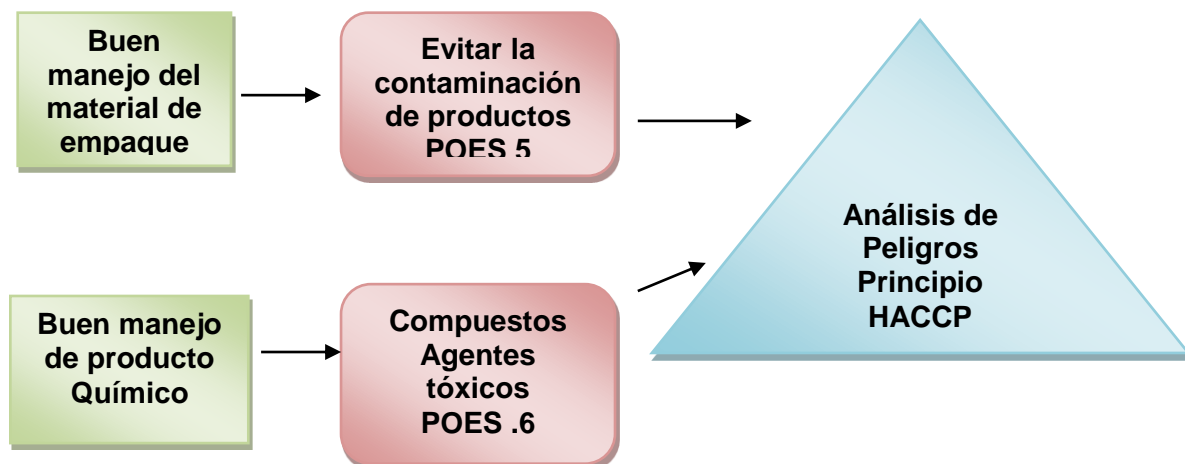 Buen
manejo del
material de
empaque
Evitar la
contaminación
de productos
POES 5
Análisis de
Peligros
Principio
HACCP
Buen manejo
de producto
Químico
Compuestos
Agentes
tóxicos
POES .6